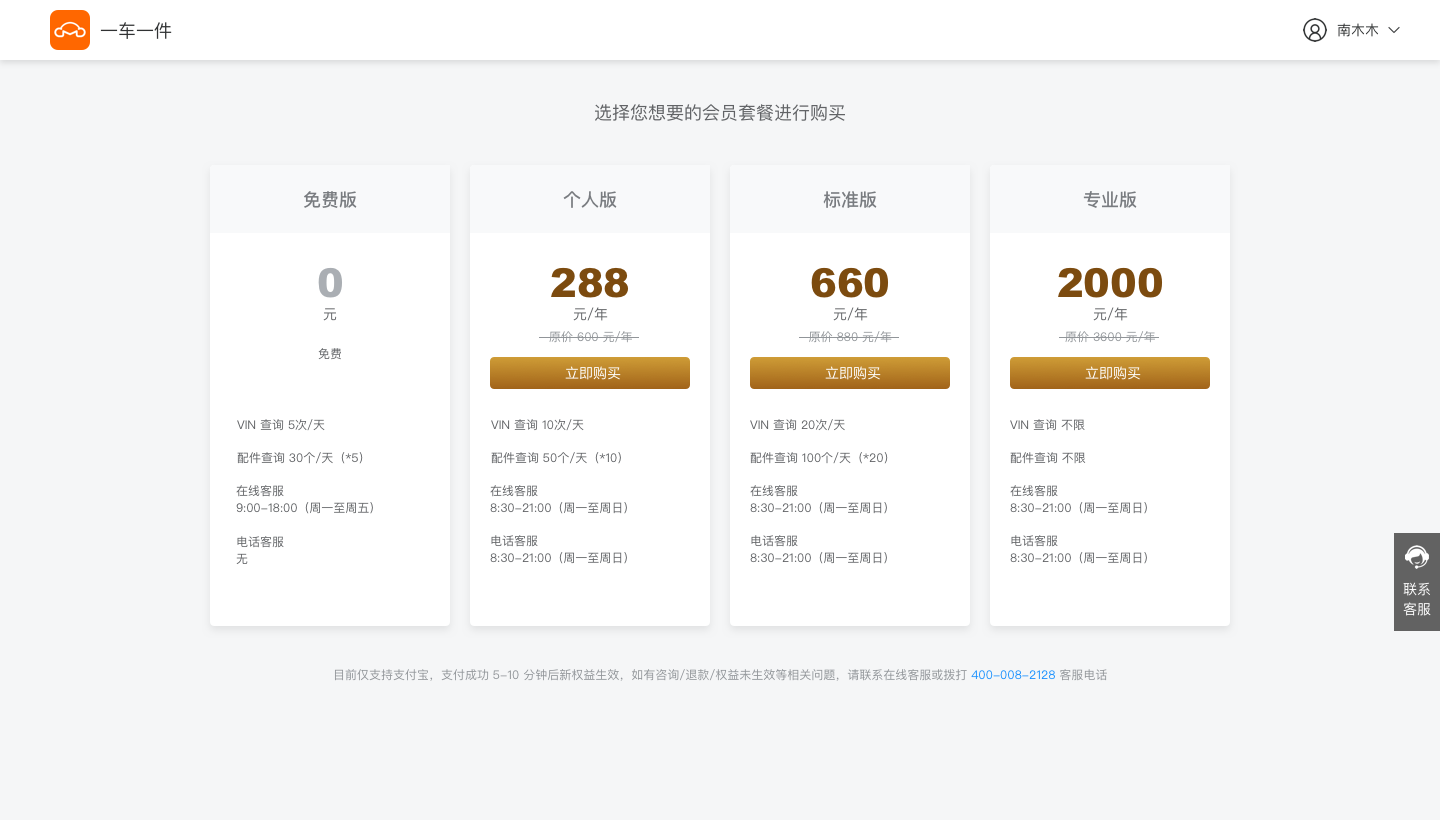 一车一件
南木木
选择您想要的会员套餐进行购买
免费版
0
元
免费
VIN 查询 5次/天
配件查询 30个/天（*5）
在线客服
9:00-18:00（周一至周五）
电话客服
无
个人版
288
元/年
原价 600 元/年
立即购买
VIN 查询 10次/天
配件查询 50个/天（*10）
在线客服
8:30-21:00（周一至周日）
电话客服
8:30-21:00（周一至周日）
标准版
660
元/年
原价 880 元/年
立即购买
VIN 查询 20次/天
配件查询 100个/天（*20）
在线客服
8:30-21:00（周一至周日）
电话客服
8:30-21:00（周一至周日）
专业版
2000
元/年
原价 3600 元/年
立即购买
VIN 查询 不限
配件查询 不限
在线客服
8:30-21:00（周一至周日）
电话客服
8:30-21:00（周一至周日）
联系
客服
目前仅支持支付宝，支付成功 5-10 分钟后新权益生效，如有咨询/退款/权益未生效等相关问题，请联系在线客服或拨打 400-008-2128 客服电话